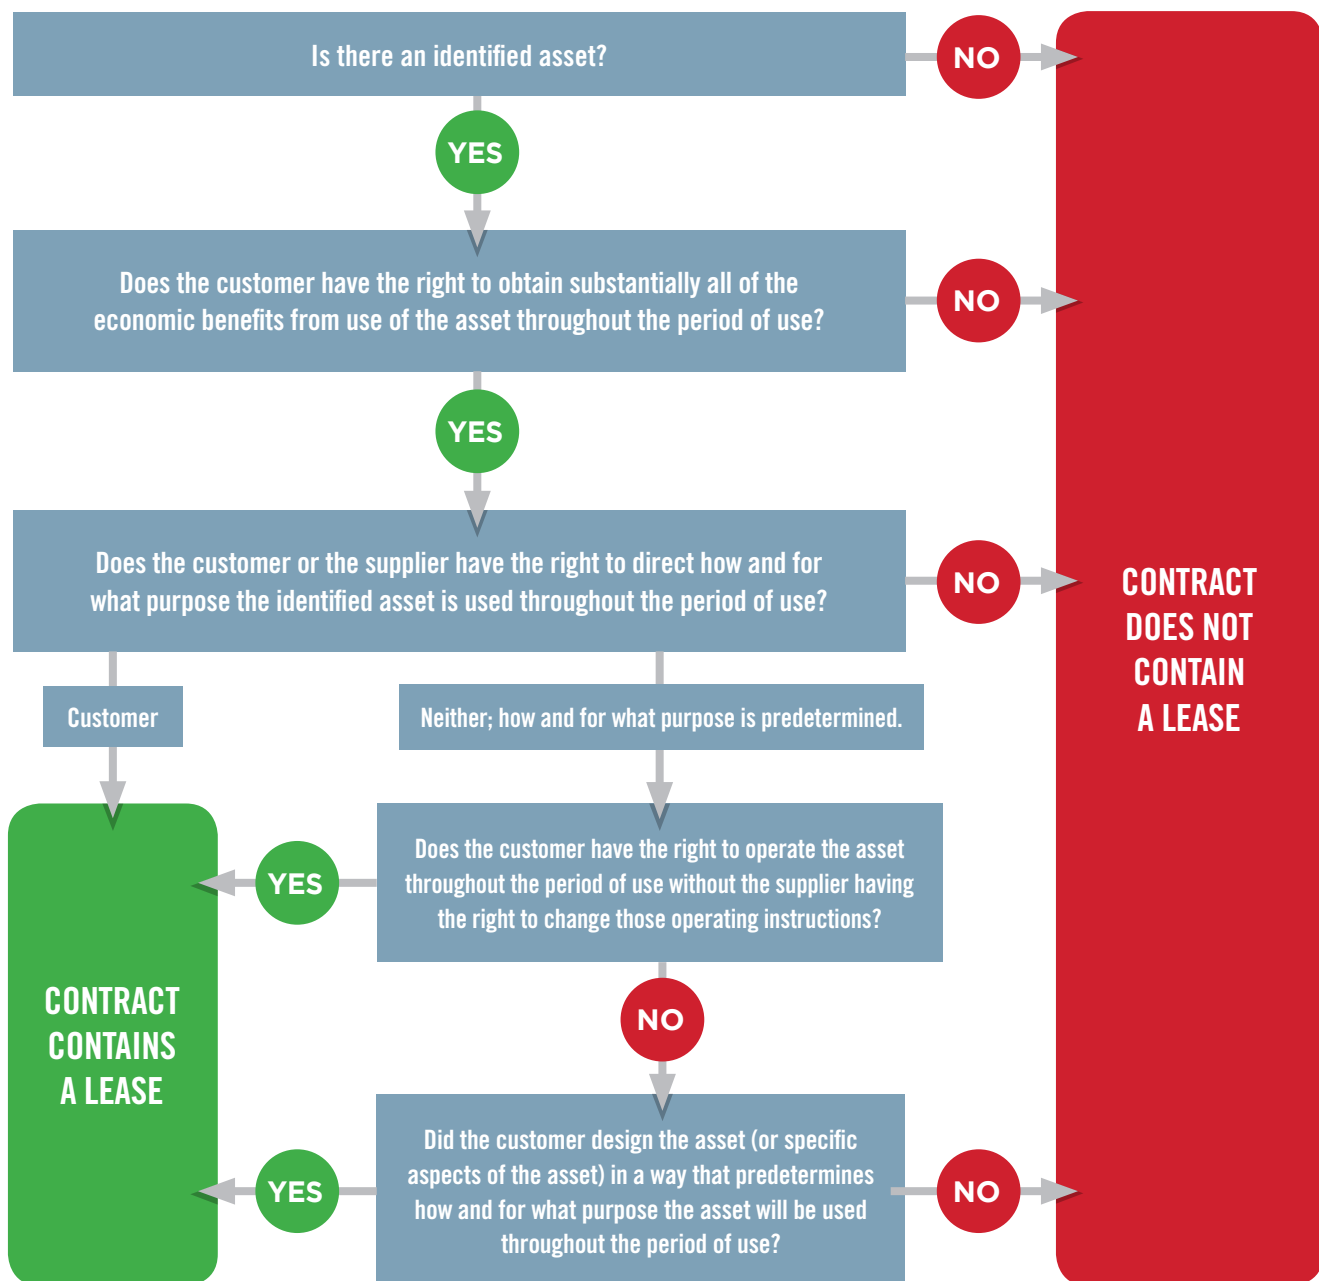 Is there an identified asset?
NO
YES
Does the customer have the right to obtain substantially all of the
economic benefits from use of the asset throughout the period of use?
NO
YES
Does the customer or the supplier have the right to direct how and for
what purpose the identified asset is used throughout the period of use?
NO
CONTRACT
DOES NOT
CONTAIN
A LEASE
Customer
Neither; how and for what purpose is predetermined.
Does the customer have the right to operate the asset
throughout the period of use without the supplier having
the right to change those operating instructions?
YES
NO
CONTRACT
CONTAINS
A LEASE
Did the customer design the asset (or specific
aspects of the asset) in a way that predetermines
how and for what purpose the asset will be used
throughout the period of use?
YES
NO